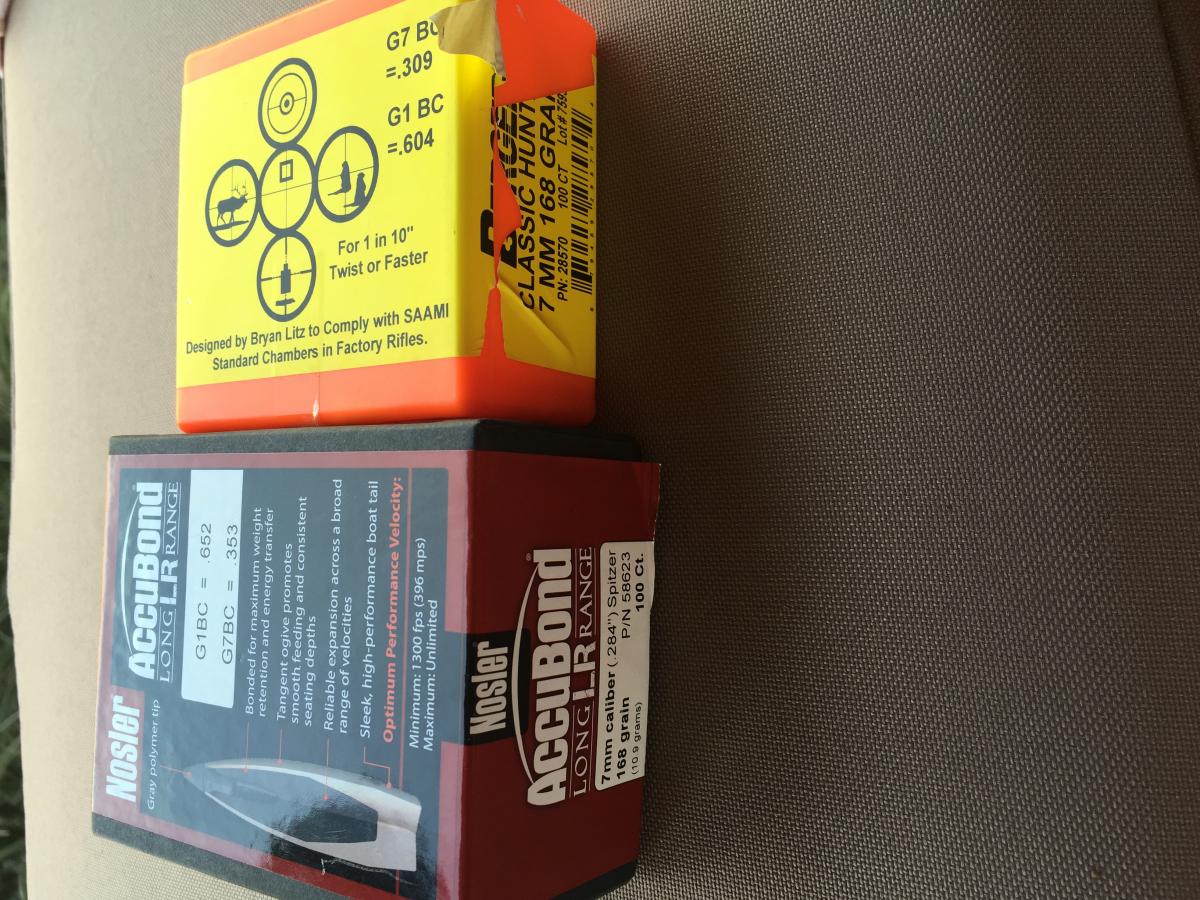 G7 BC
=.309
G1 BC
=.604
For 1 in 10"
Twist or Faster
Designed by Bryan Litz to Comply with SAAMI
Standard Chambers in Factory Rifles.
CLASSIC HUNT
7 MM 168 GRA
PN: 28570 100 CT Lot#
Nosler
Gray polymer tip
AccuBond
LONG LR RANGE
G1BC = .652
G7BC = .353
Bonded for maximum weight
retention and energy transfer
Tangent ogive promotes
smooth feeding and consistent
seating depths
Reliable expansion across a broad
range of velocities
Sleek, high-performance boat tail
Optimum Performance Velocity:
Minimum: 1300 fps (396 mps)
Maximum: Unlimited
Nosler
AccuBond®
LONG LR RANGE
7mm caliber (.284") Spitzer
168 grain P/N 58623
(10.9 grams) 100 Ct.